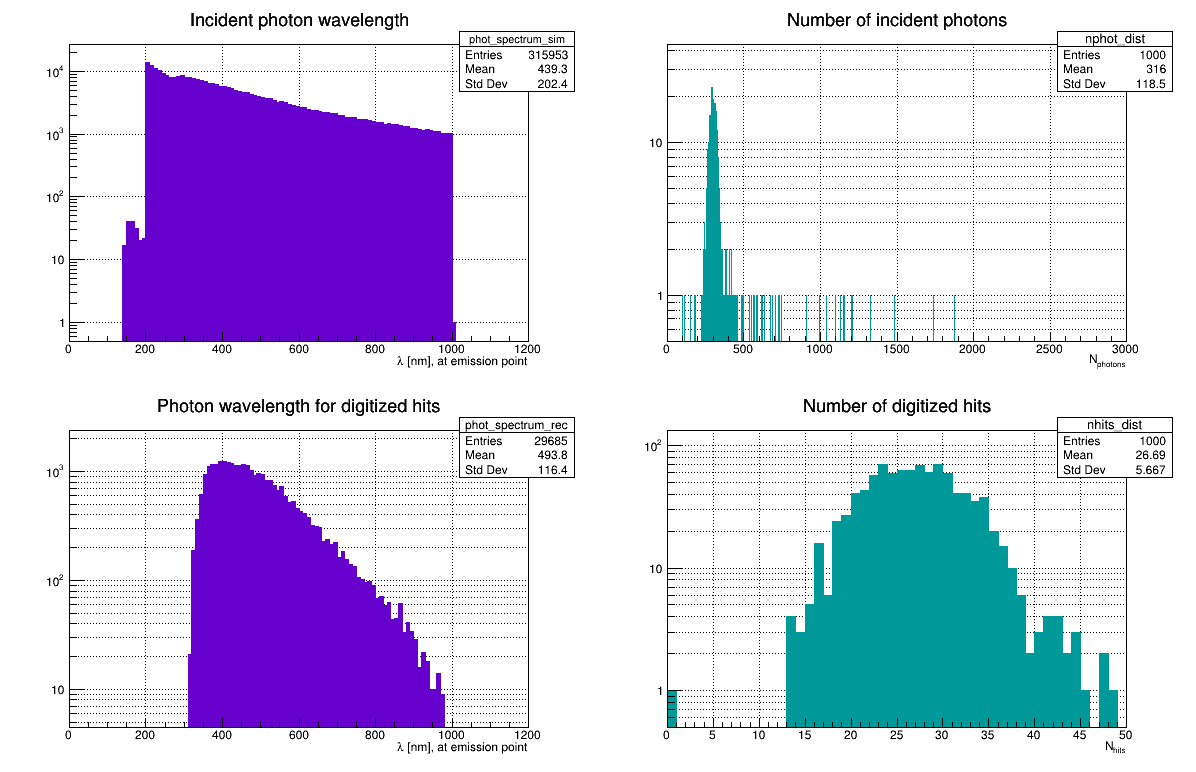 Incident photon wavelength
phot_spectrum_sim
Entries 315953
Mean 439.3
Std Dev 202.4
10^4
10^3
10^2
10
1
0 200 400 600 800 1000 1200
λ [nm], at emission point
Number of incident photons
nphot_dist
Entries 1000
Mean 316
Std Dev 118.5
10
1
0 500 1000 1500 2000 2500 3000
N_photons
Photon wavelength for digitized hits
phot_spectrum_rec
Entries 29685
Mean 493.8
Std Dev 116.4
10^3
10^2
10
0 200 400 600 800 1000 1200
λ [nm], at emission point
Number of digitized hits
nhits_dist
Entries 1000
Mean 26.69
Std Dev 5.667
10^2
10
1
0 5 10 15 20 25 30 35 40 45 50
N_hits